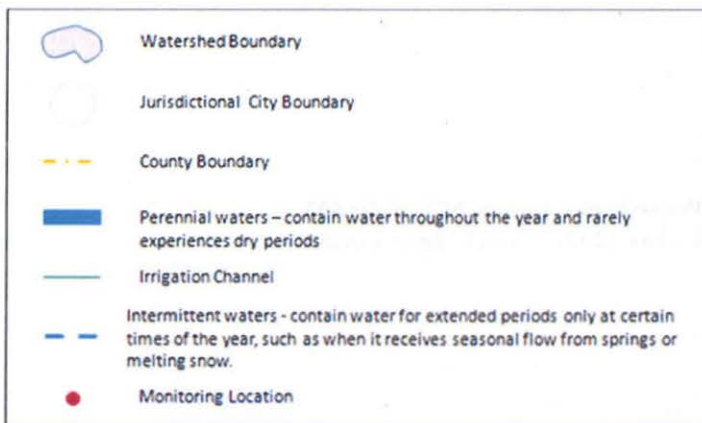 Watershed Boundary
Jurisdictional City Boundary
County Boundary
Perennial waters – contain water throughout the year and rarely
experiences dry periods
Irrigation Channel
Intermittent waters - contain water for extended periods only at certain
times of the year, such as when it receives seasonal flow from springs or
melting snow.
Monitoring Location